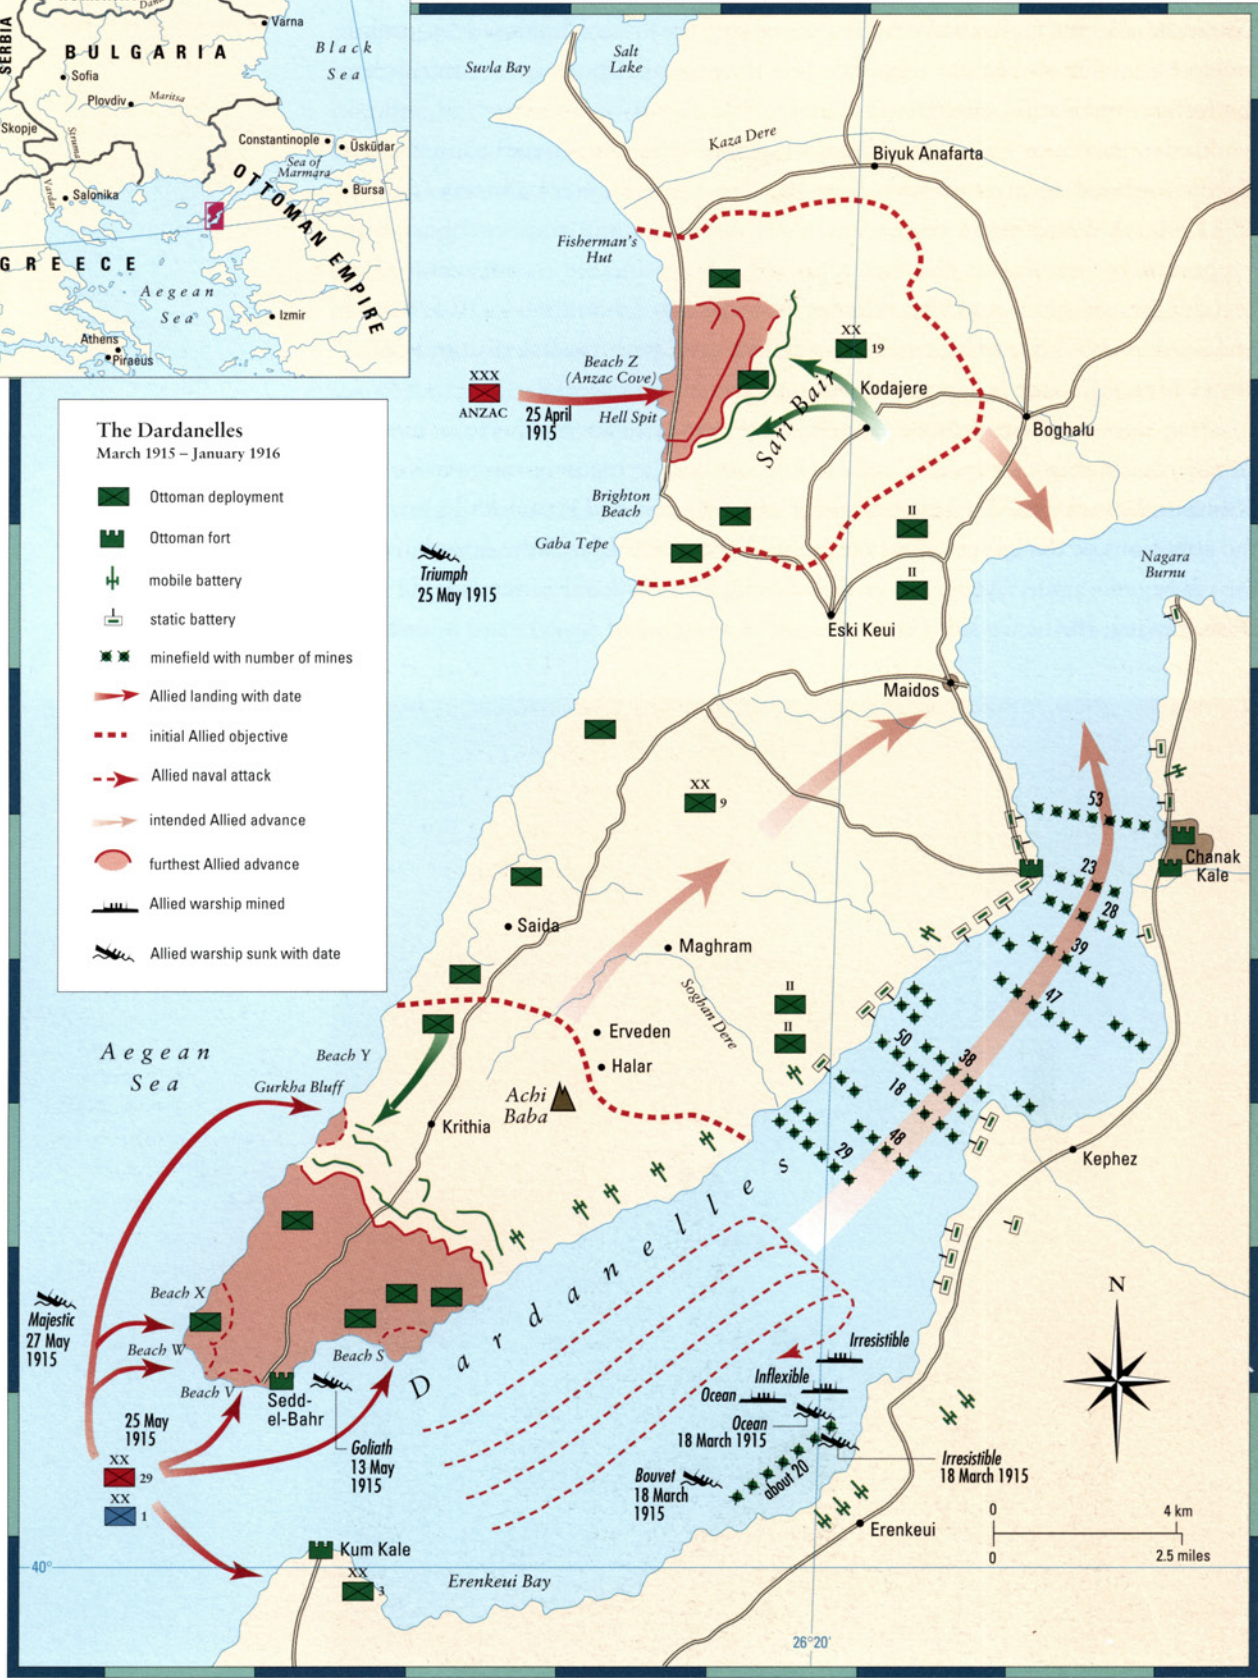 SERBIA
BULGARIA
Varna
Black
Sea
Sofia
Plovdiv
Maritsa
Skopje
Struma
Vardar
Constantinople
Üsküdar
Sea of
Marmara
Bursa
Salonika
OTTOMAN EMPIRE
GREECE
Aegean
Sea
Izmir
Athens
Piraeus
Suvla Bay
Salt
Lake
Kaza Dere
Biyuk Anafarta
Fisherman's
Hut
XX
19
Kodajere
Beach Z
(Anzac Cove)
XXX
ANZAC
25 April
1915
Hell Spit
Sari Bair
Boghalu
Brighton
Beach
Gaba Tepe
II
II
Triumph
25 May 1915
Nagara
Burnu
Eski Keui
Maidos
The Dardanelles
March 1915 – January 1916
Ottoman deployment
Ottoman fort
mobile battery
static battery
minefield with number of mines
Allied landing with date
initial Allied objective
Allied naval attack
intended Allied advance
furthest Allied advance
Allied warship mined
Allied warship sunk with date
XX
9
53
Chanak
Kale
23
28
39
47
50
38
18
48
29
Saida
Maghram
Soghan Dere
II
II
Erveden
Halar
Achi
Baba
Aegean
Sea
Beach Y
Gurkha Bluff
Krithia
Kephez
Dardanelles
Beach X
Majestic
27 May
1915
Beach W
Beach V
Beach S
Sedd-
el-Bahr
25 May
1915
XX
29
XX
1
Goliath
13 May
1915
Irresistible
Inflexible
Ocean
Ocean
18 March 1915
Irresistible
18 March 1915
Bouvet
18 March
1915
about 20
N
0
4 km
0
2.5 miles
Erenkeui
Kum Kale
XX
3
Erenkeui Bay
40°
26°20'